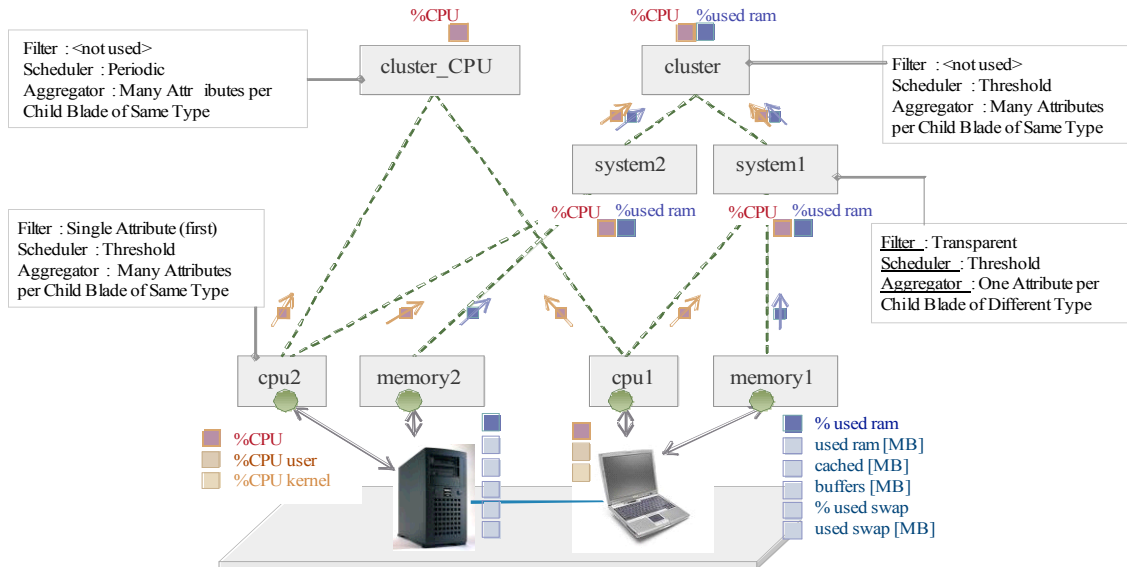 %CPU
%CPU
%used ram
Filter : <not used>
Scheduler : Periodic
Aggregator : Many Attr ibutes per
Child Blade of Same Type
cluster_CPU
cluster
Filter : <not used>
Scheduler : Threshold
Aggregator : Many Attributes
per Child Blade of Same Type
system2
system1
%CPU
%used ram
%CPU
%used ram
Filter : Single Attribute (first)
Scheduler : Threshold
Aggregator : Many Attributes
per Child Blade of Same Type
Filter : Transparent
Scheduler : Threshold
Aggregator : One Attribute per
Child Blade of Different Type
cpu2
memory2
cpu1
memory1
%CPU
%CPU user
%CPU kernel
% used ram
used ram [MB]
cached [MB]
buffers [MB]
% used swap
used swap [MB]